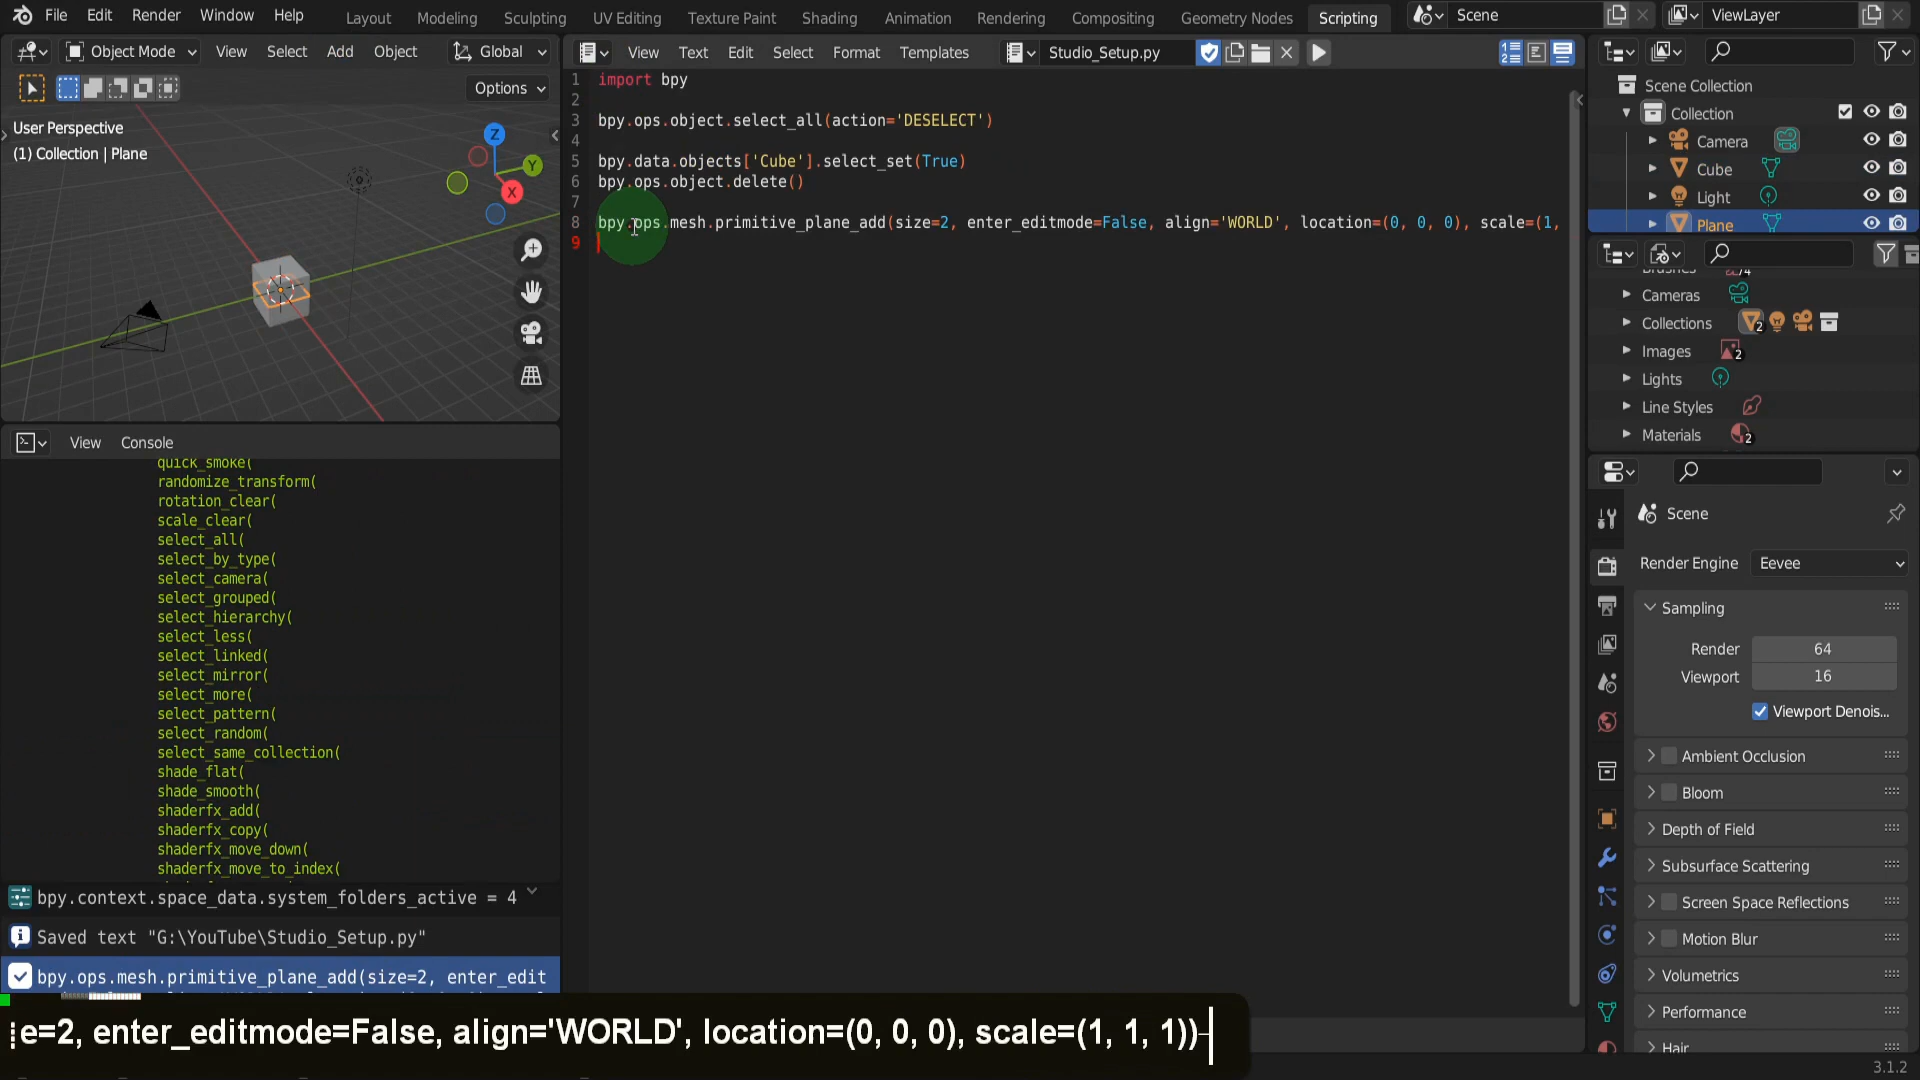 File Edit Render Window Help Layout Modeling Sculpting UV Editing Texture Paint Shading Animation Rendering Compositing Geometry Nodes Scripting Scene ViewLayer
Object Mode View Select Add Object Global
View Text Edit Select Format Templates Studio_Setup.py
Options
User Perspective
(1) Collection | Plane
Z
Y
X
1 import bpy
2
3 bpy.ops.object.select_all(action='DESELECT')
4
5 bpy.data.objects['Cube'].select_set(True)
6 bpy.ops.object.delete()
7
8 bpy.ops.mesh.primitive_plane_add(size=2, enter_editmode=False, align='WORLD', location=(0, 0, 0), scale=(1,
9
View Console
quick_smoke(
randomize_transform(
rotation_clear(
scale_clear(
select_all(
select_by_type(
select_camera(
select_grouped(
select_hierarchy(
select_less(
select_linked(
select_mirror(
select_more(
select_pattern(
select_random(
select_same_collection(
shade_flat(
shade_smooth(
shaderfx_add(
shaderfx_copy(
shaderfx_move_down(
shaderfx_move_to_index(
bpy.context.space_data.system_folders_active = 4
Saved text "G:\YouTube\Studio_Setup.py"
bpy.ops.mesh.primitive_plane_add(size=2, enter_edit
e=2, enter_editmode=False, align='WORLD', location=(0, 0, 0), scale=(1, 1, 1))
Scene Collection
Collection
Camera
Cube
Light
Plane
Brushes 74
Cameras
Collections 2
Images 2
Lights
Line Styles
Materials 2
Scene
Render Engine Eevee
Sampling
Render 64
Viewport 16
Viewport Denois...
Ambient Occlusion
Bloom
Depth of Field
Subsurface Scattering
Screen Space Reflections
Motion Blur
Volumetrics
Performance
Hair
3.1.2